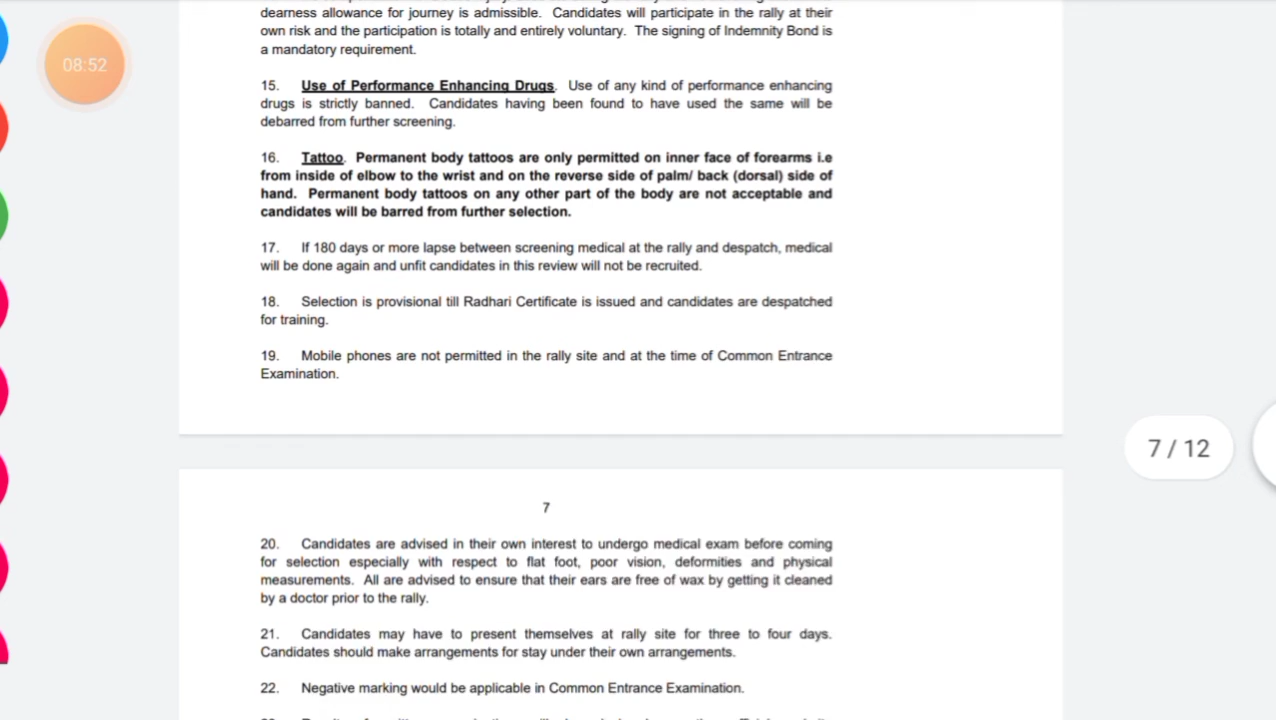 08:52
dearness allowance for journey is admissible. Candidates will participate in the rally at their
own risk and the participation is totally and entirely voluntary. The signing of Indemnity Bond is
a mandatory requirement.
15. Use of Performance Enhancing Drugs. Use of any kind of performance enhancing
drugs is strictly banned. Candidates having been found to have used the same will be
debarred from further screening.
16. Tattoo. Permanent body tattoos are only permitted on inner face of forearms i.e
from inside of elbow to the wrist and on the reverse side of palm/ back (dorsal) side of
hand. Permanent body tattoos on any other part of the body are not acceptable and
candidates will be barred from further selection.
17. If 180 days or more lapse between screening medical at the rally and despatch, medical
will be done again and unfit candidates in this review will not be recruited.
18. Selection is provisional till Radhari Certificate is issued and candidates are despatched
for training.
19. Mobile phones are not permitted in the rally site and at the time of Common Entrance
Examination.
7 / 12
7
20. Candidates are advised in their own interest to undergo medical exam before coming
for selection especially with respect to flat foot, poor vision, deformities and physical
measurements. All are advised to ensure that their ears are free of wax by getting it cleaned
by a doctor prior to the rally.
21. Candidates may have to present themselves at rally site for three to four days.
Candidates should make arrangements for stay under their own arrangements.
22. Negative marking would be applicable in Common Entrance Examination.